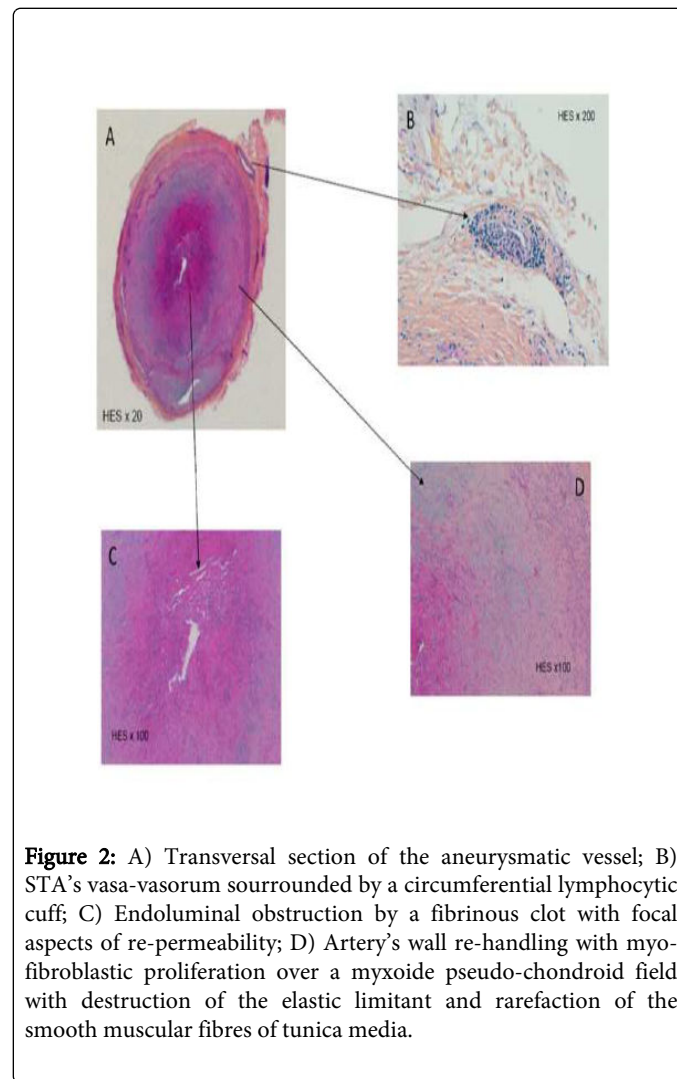 A
HES x 20
B
HES x 200
C
HES x 100
D
HES x100
Figure 2: A) Transversal section of the aneurysmatic vessel; B)
STA's vasa-vasorum sourrounded by a circumferential lymphocytic
cuff; C) Endoluminal obstruction by a fibrinous clot with focal
aspects of re-permeability; D) Artery's wall re-handling with myo-
fibroblastic proliferation over a myxoide pseudo-chondroid field
with destruction of the elastic limitant and rarefaction of the
smooth muscular fibres of tunica media.